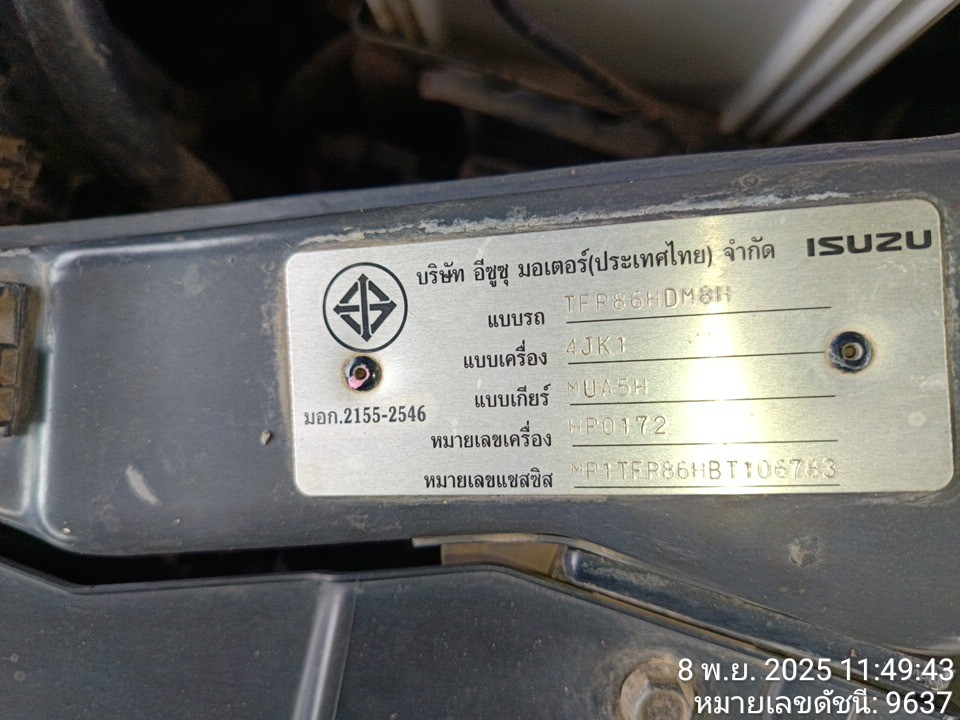 บริษัท อีซูซุ มอเตอร์(ประเทศไทย) จำกัด ISUZU
แบบรถ TFR86HDM8H
แบบเครื่อง 4JK1
แบบเกียร์ MUA5H
มอก.2155-2546
หมายเลขเครื่อง HP0172
หมายเลขแชสซิส MP1TFR86HBT106783
8 พ.ย. 2025 11:49:43
หมายเลขดัชนี: 9637